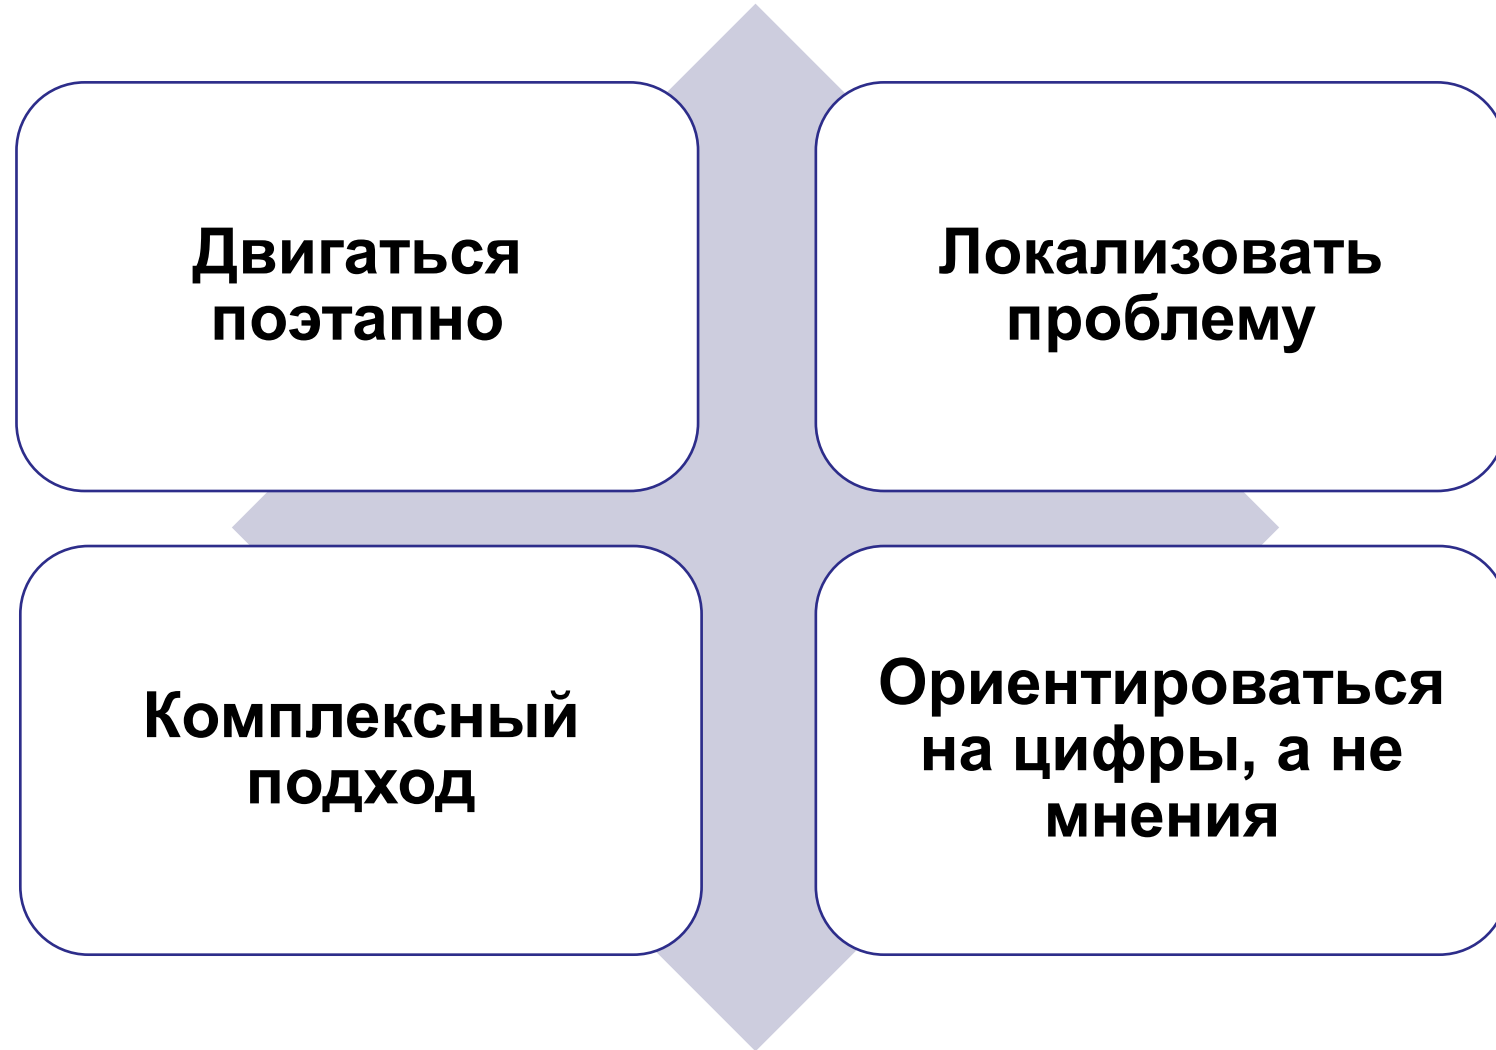 Двигаться
поэтапно
Локализовать
проблему
Комплексный
подход
Ориентироваться
на цифры, а не
мнения